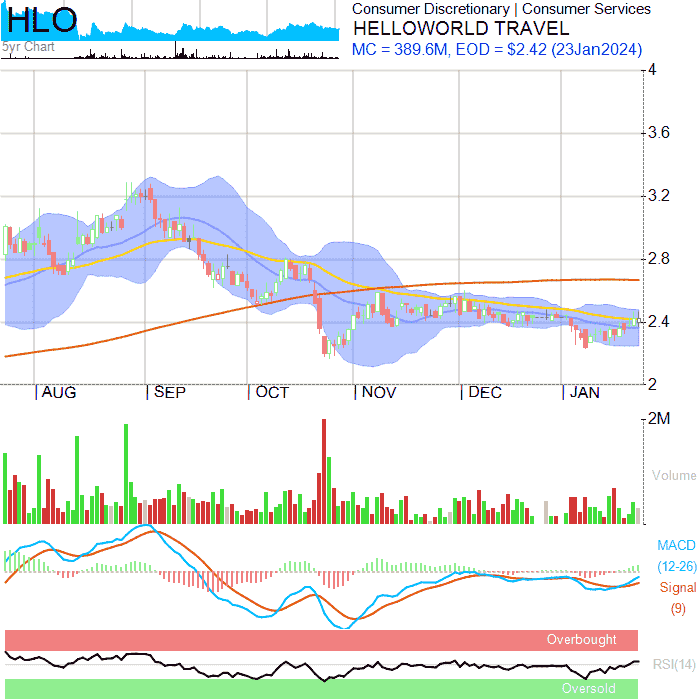 HLO
5yr Chart
Consumer Discretionary | Consumer Services
HELLOWORLD TRAVEL
MC = 389.6M, EOD = $2.42 (23Jan2024)
4
3.6
3.2
2.8
2.4
2
AUG
SEP
OCT
NOV
DEC
JAN
2M
Volume
MACD
(12-26)
Signal
(9)
Overbought
RSI(14)
Oversold